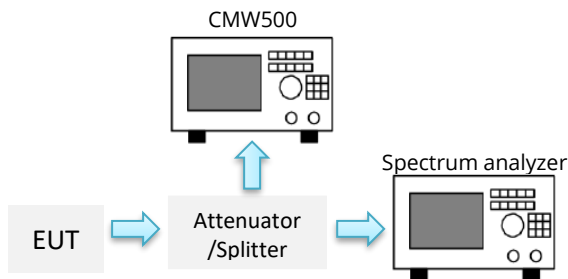 CMW500
Spectrum analyzer
EUT
Attenuator
/Splitter